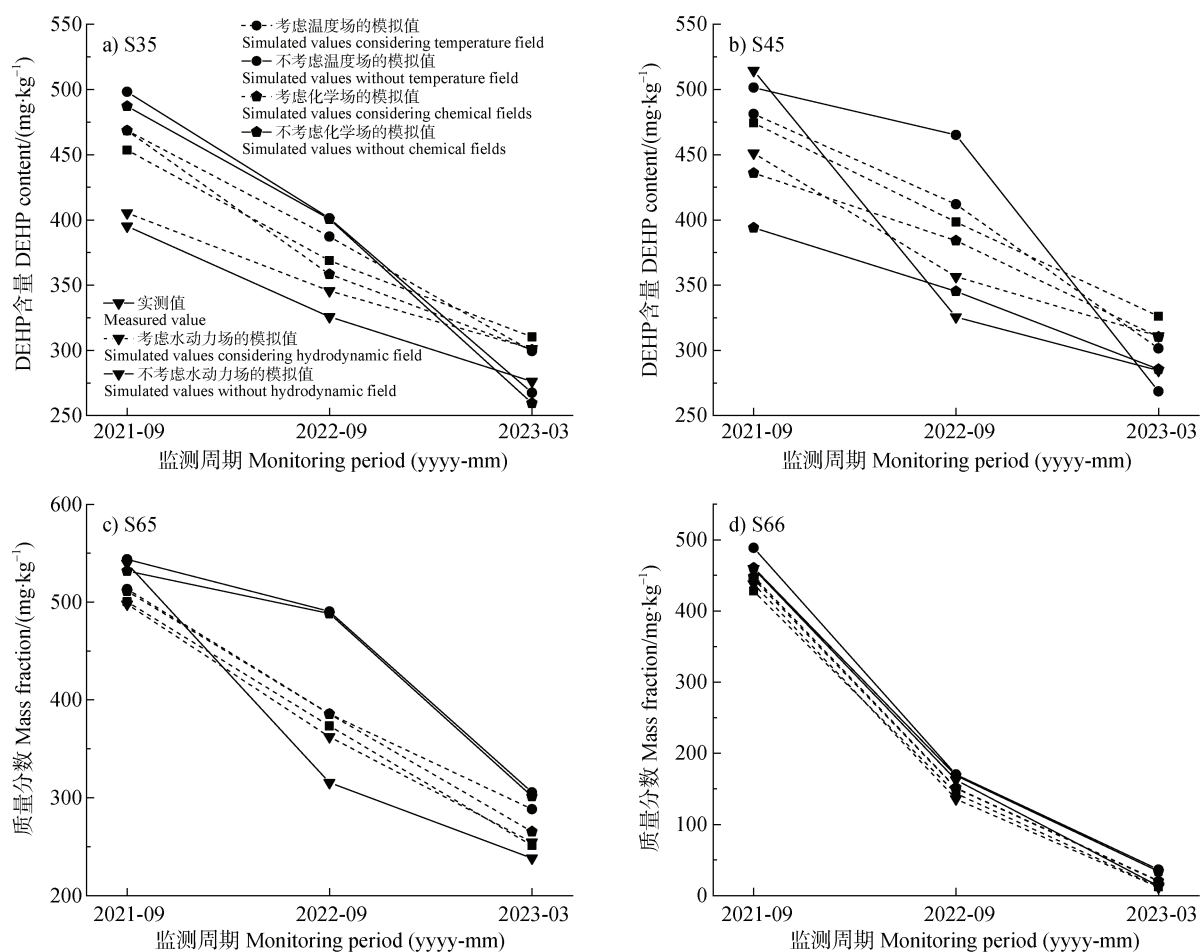 a) S35
考虑温度场的模拟值
Simulated values considering temperature field
不考虑温度场的模拟值
Simulated values without temperature field
考虑化学场的模拟值
Simulated values considering chemical fields
不考虑化学场的模拟值
Simulated values without chemical fields
实测值
Measured value
考虑水动力场的模拟值
Simulated values considering hydrodynamic field
不考虑水动力场的模拟值
Simulated values without hydrodynamic field
DEHP含量 DEHP content/(mg·kg⁻¹)
550
500
450
400
350
300
250
2021-09 2022-09 2023-03
监测周期 Monitoring period (yyyy-mm)
b) S45
DEHP含量 DEHP content/(mg·kg⁻¹)
550
500
450
400
350
300
250
2021-09 2022-09 2023-03
监测周期 Monitoring period (yyyy-mm)
c) S65
质量分数 Mass fraction/(mg·kg⁻¹)
600
500
400
300
200
2021-09 2022-09 2023-03
监测周期 Monitoring period (yyyy-mm)
d) S66
质量分数 Mass fraction/mg·kg⁻¹)
500
400
300
200
100
0
2021-09 2022-09 2023-03
监测周期 Monitoring period (yyyy-mm)